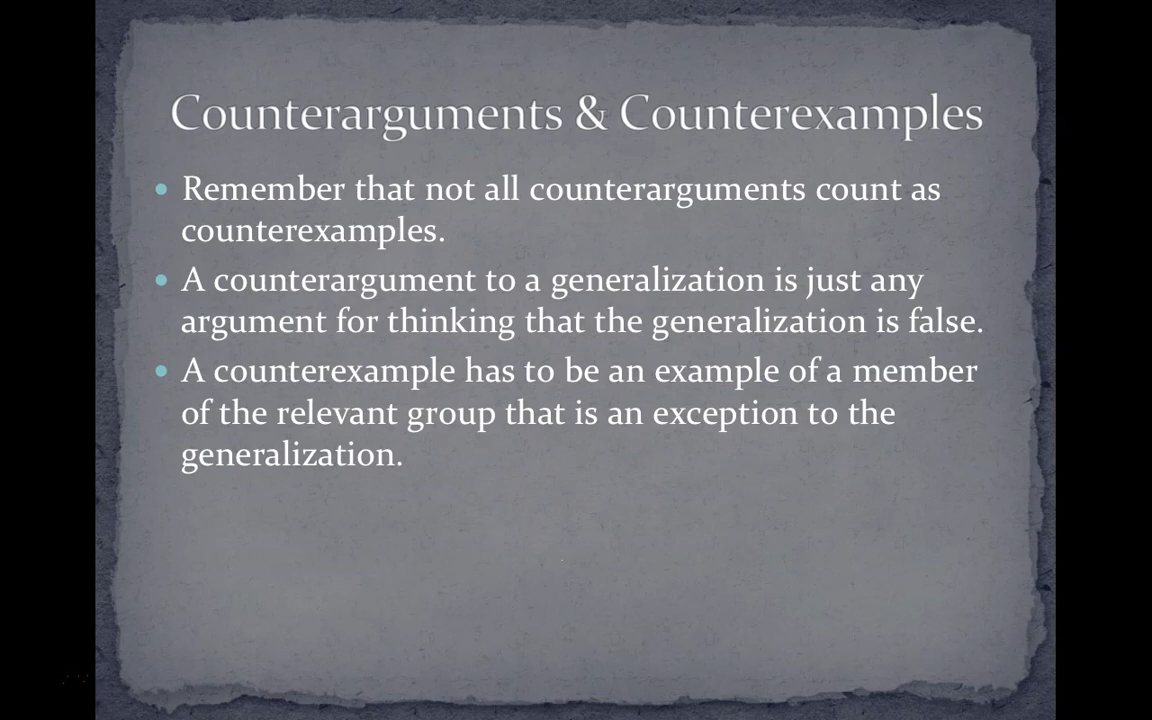 Counterarguments & Counterexamples
• Remember that not all counterarguments count as
counterexamples.
• A counterargument to a generalization is just any
argument for thinking that the generalization is false.
• A counterexample has to be an example of a member
of the relevant group that is an exception to the
generalization.